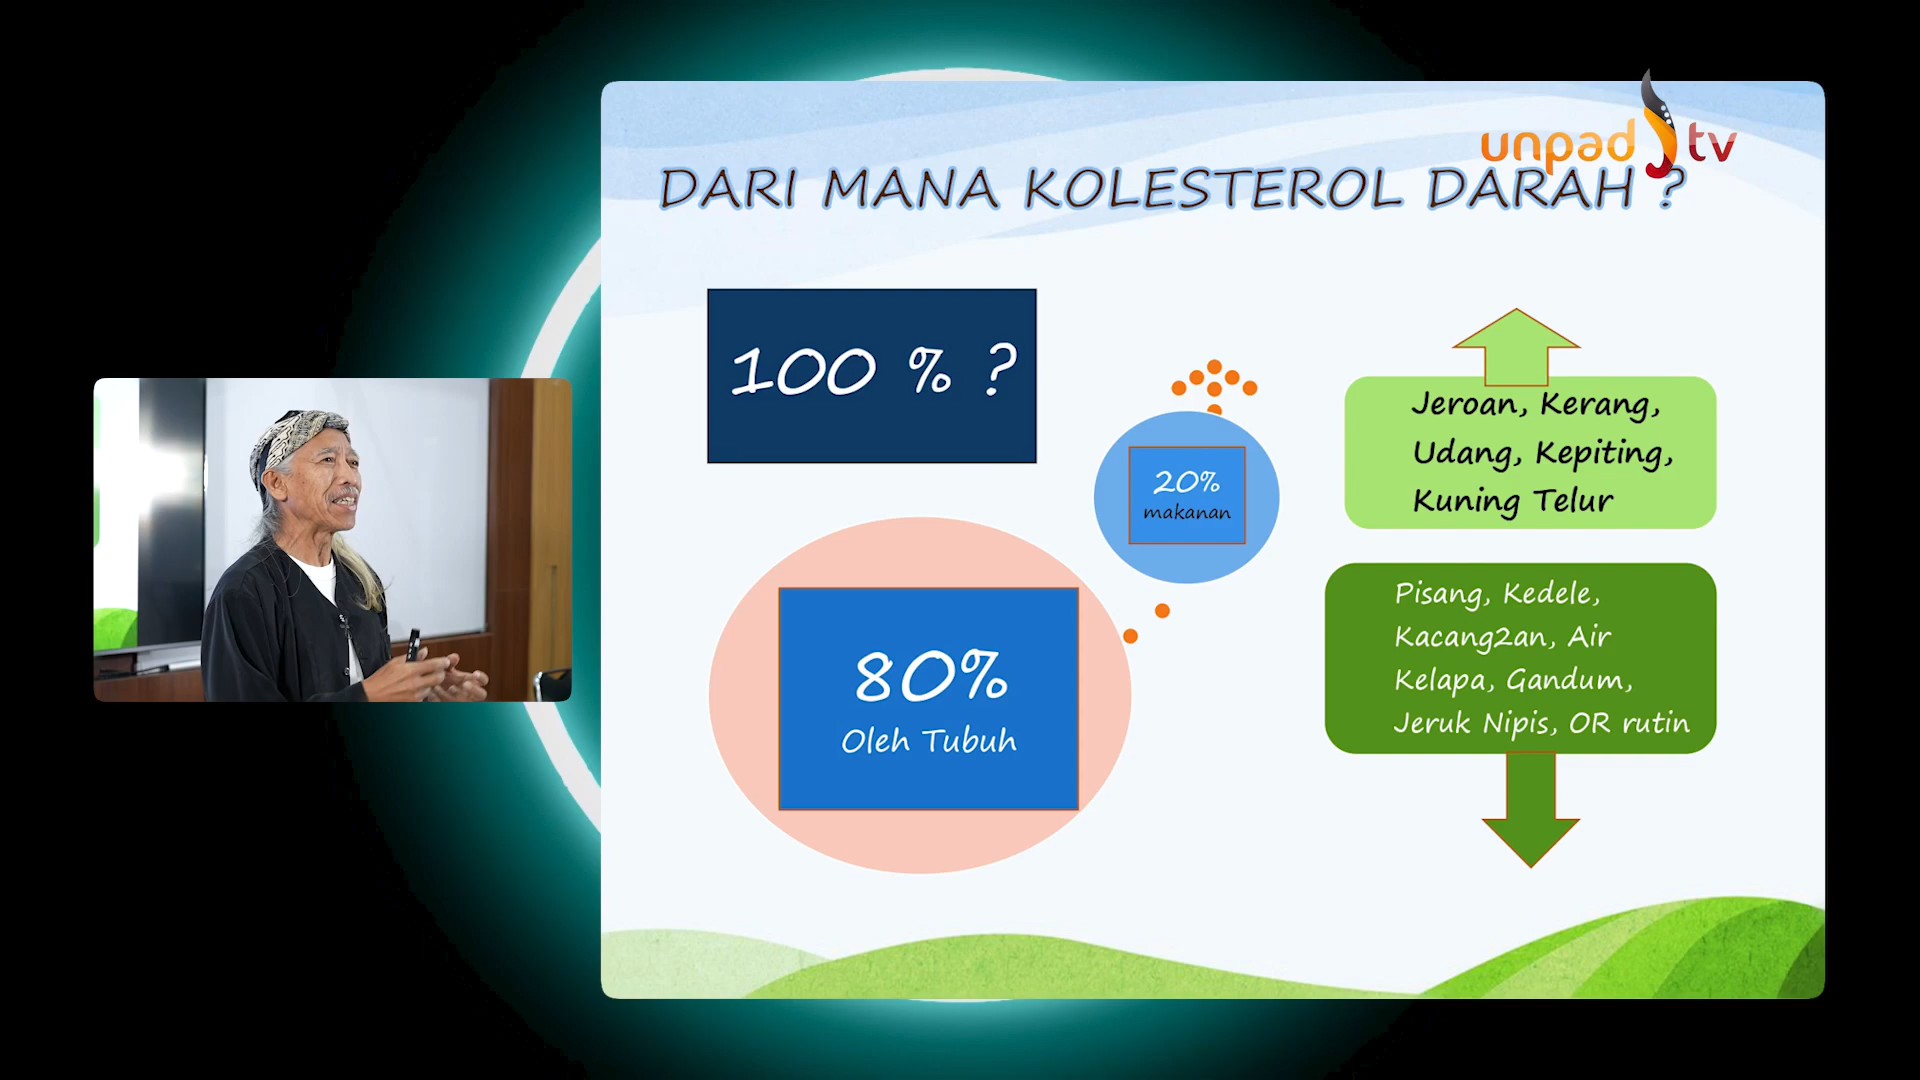 unpad tv
DARI MANA KOLESTEROL DARAH ?
100 % ?
20%
makanan
80%
Oleh Tubuh
Jeroan, Kerang,
Udang, Kepiting,
Kuning Telur
Pisang, Kedele,
Kacang2an, Air
Kelapa, Gandum,
Jeruk Nipis, OR rutin